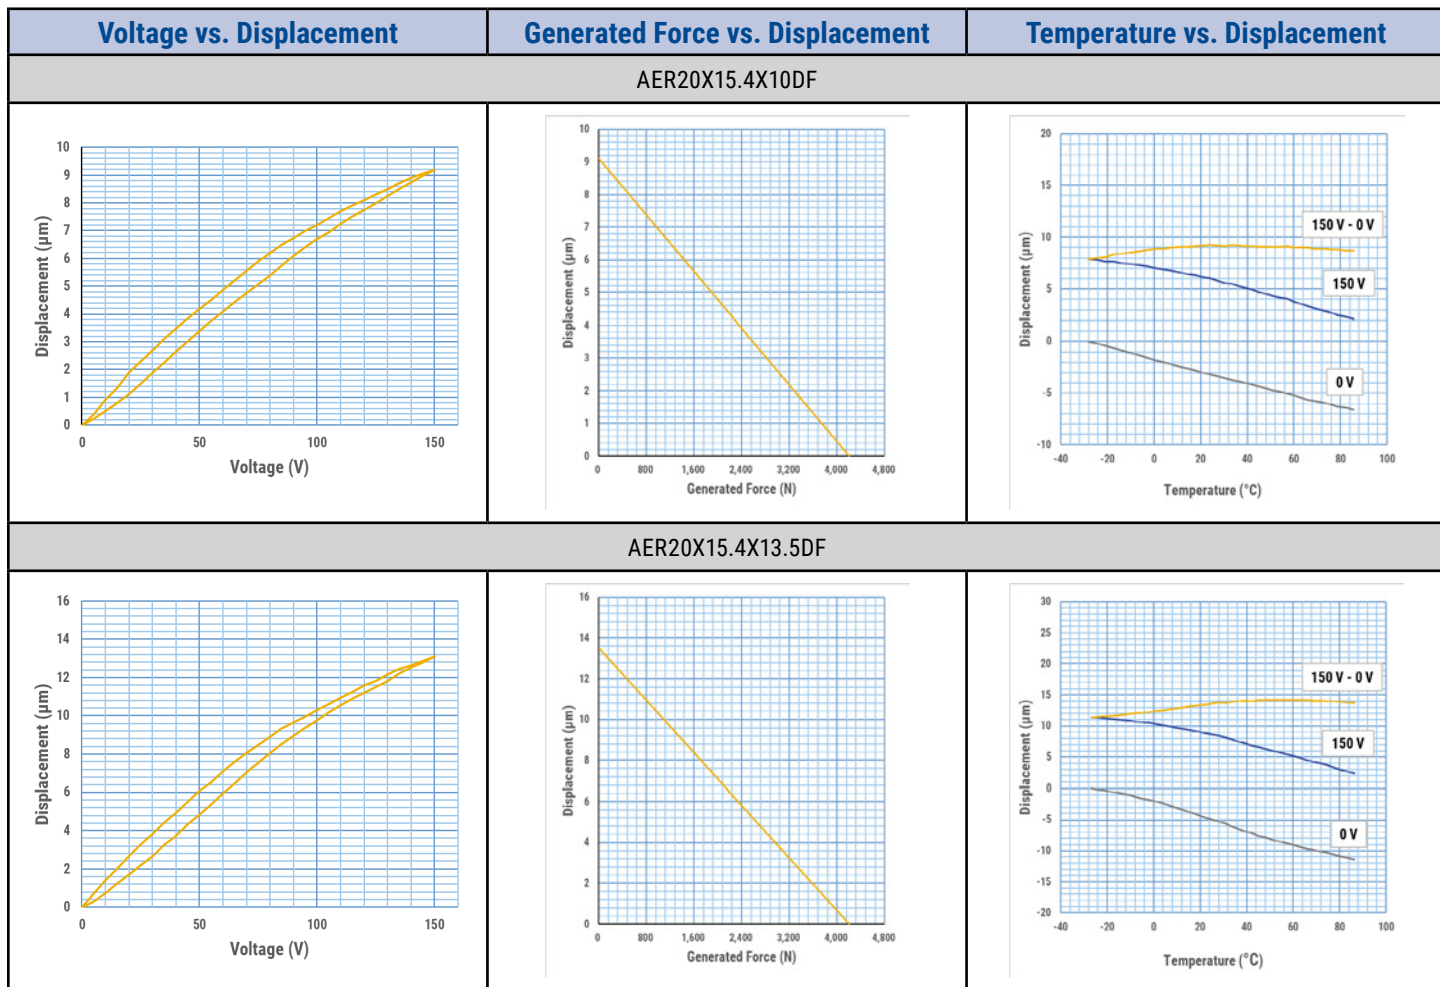 Voltage vs. Displacement
Generated Force vs. Displacement
Temperature vs. Displacement
AER20X15.4X10DF
10
9
8
7
6
5
4
3
2
1
0
Displacement (µm)
0 50 100 150
Voltage (V)
10
9
8
7
6
5
4
3
2
1
0
Displacement (µm)
0 800 1,600 2,400 3,200 4,000 4,800
Generated Force (N)
20
15
10
5
0
-5
-10
Displacement (µm)
150 V - 0 V
150 V
0 V
-40 -20 0 20 40 60 80 100
Temperature (°C)
AER20X15.4X13.5DF
16
14
12
10
8
6
4
2
0
Displacement (µm)
0 50 100 150
Voltage (V)
16
14
12
10
8
6
4
2
0
Displacement (µm)
0 800 1,600 2,400 3,200 4,000 4,800
Generated Force (N)
30
25
20
15
10
5
0
-5
-10
-15
-20
Displacement (µm)
150 V - 0 V
150 V
0 V
-40 -20 0 20 40 60 80 100
Temperature (°C)